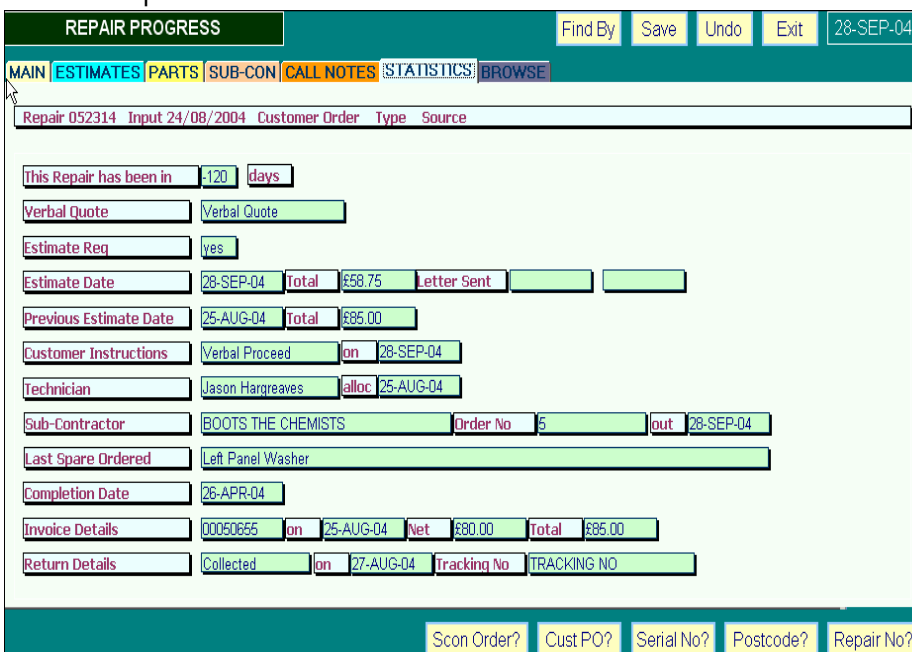 REPAIR PROGRESS Find By Save Undo Exit 28-SEP-04
MAIN ESTIMATES PARTS SUB-CON CALL NOTES STATISTICS BROWSE
Repair 052314 Input 24/08/2004 Customer Order Type Source
This Repair has been in -120 days
Verbal Quote Verbal Quote
Estimate Req yes
Estimate Date 28-SEP-04 Total £58.75 Letter Sent
Previous Estimate Date 25-AUG-04 Total £85.00
Customer Instructions Verbal Proceed on 28-SEP-04
Technician Jason Hargreaves alloc 25-AUG-04
Sub-Contractor BOOTS THE CHEMISTS Order No 5 out 28-SEP-04
Last Spare Ordered Left Panel Washer
Completion Date 26-APR-04
Invoice Details 00050655 on 25-AUG-04 Net £80.00 Total £85.00
Return Details Collected on 27-AUG-04 Tracking No TRACKING NO
Scon Order? Cust PO? Serial No? Postcode? Repair No?